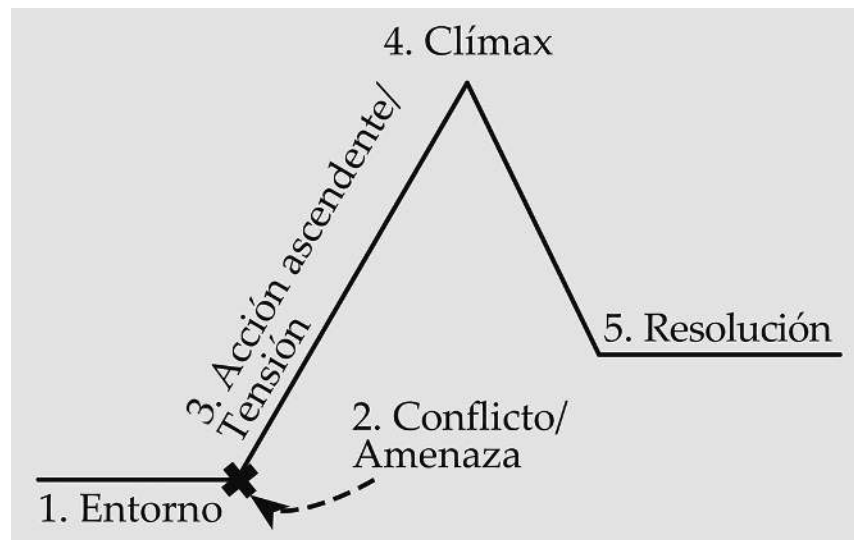 4. Clímax
3. Acción ascendente/
Tensión
5. Resolución
2. Conflicto/
Amenaza
1. Entorno